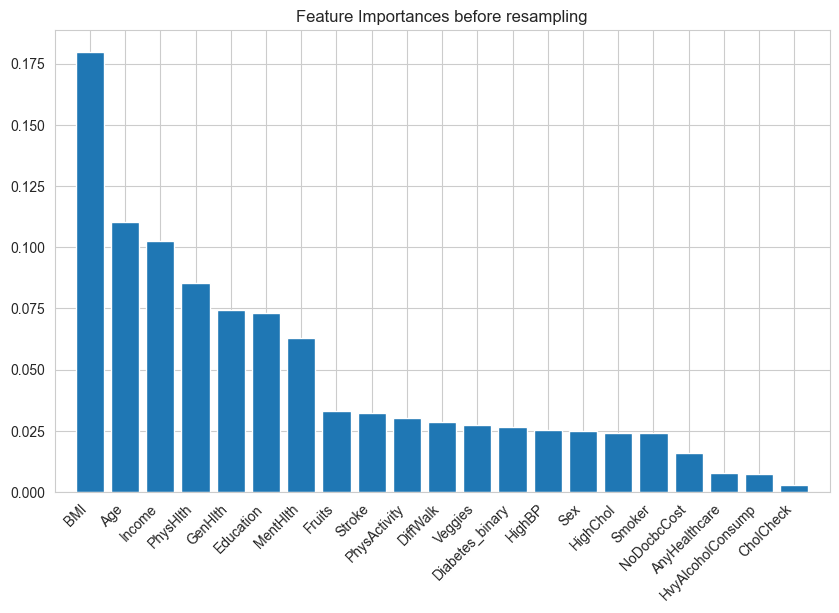 Feature Importances before resampling
0.175
0.150
0.125
0.100
0.075
0.050
0.025
0.000
BMI
Age
Income
PhysHlth
GenHlth
Education
MentHlth
Fruits
Stroke
PhysActivity
DiffWalk
Veggies
Diabetes_binary
HighBP
Sex
HighChol
Smoker
NoDocbcCost
AnyHealthcare
HvyAlcoholConsump
CholCheck